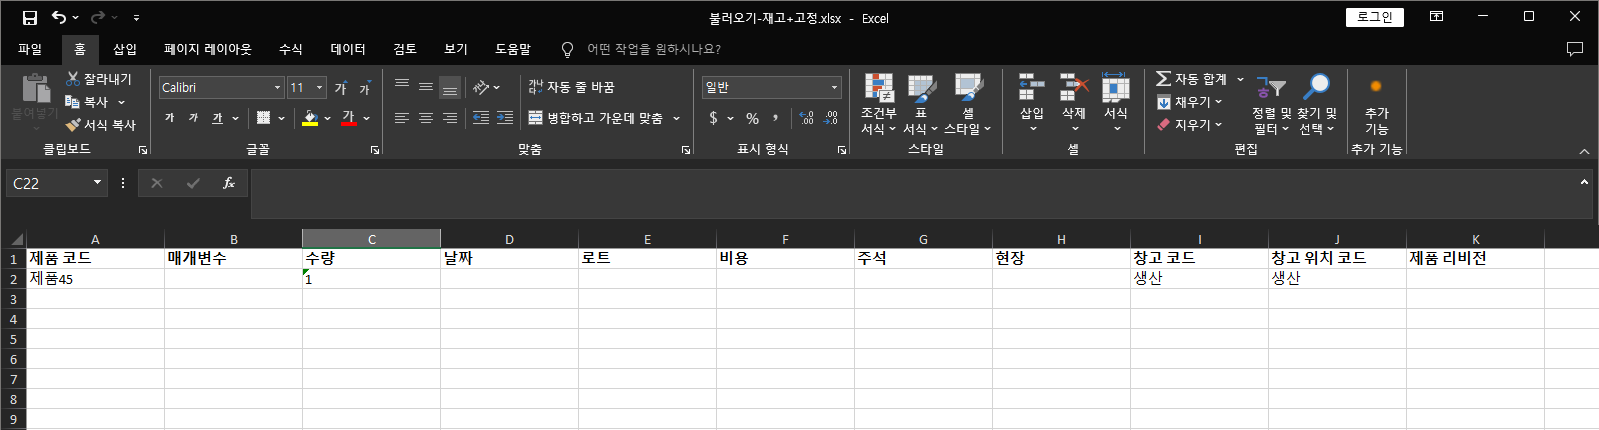 불러오기-재고+고정.xlsx - Excel
로그인
파일 홈 삽입 페이지 레이아웃 수식 데이터 검토 보기 도움말 어떤 작업을 원하시나요?
붙여넣기
잘라내기
복사
서식 복사
클립보드
Calibri 11 가 가
가 가 가 가
글꼴
자동 줄 바꿈
병합하고 가운데 맞춤
맞춤
일반
$ % ,
표시 형식
조건부 서식
표 서식
셀 스타일
스타일
삽입
삭제
서식
셀
자동 합계
채우기
지우기
정렬 및 필터
찾기 및 선택
편집
추가 기능
추가 기능
C22 fx
A B C D E F G H I J K
1 제품 코드 매개변수 수량 날짜 로트 비용 주석 현장 창고 코드 창고 위치 코드 제품 리비전
2 제품45 1 생산 생산
3
4
5
6
7
8
9